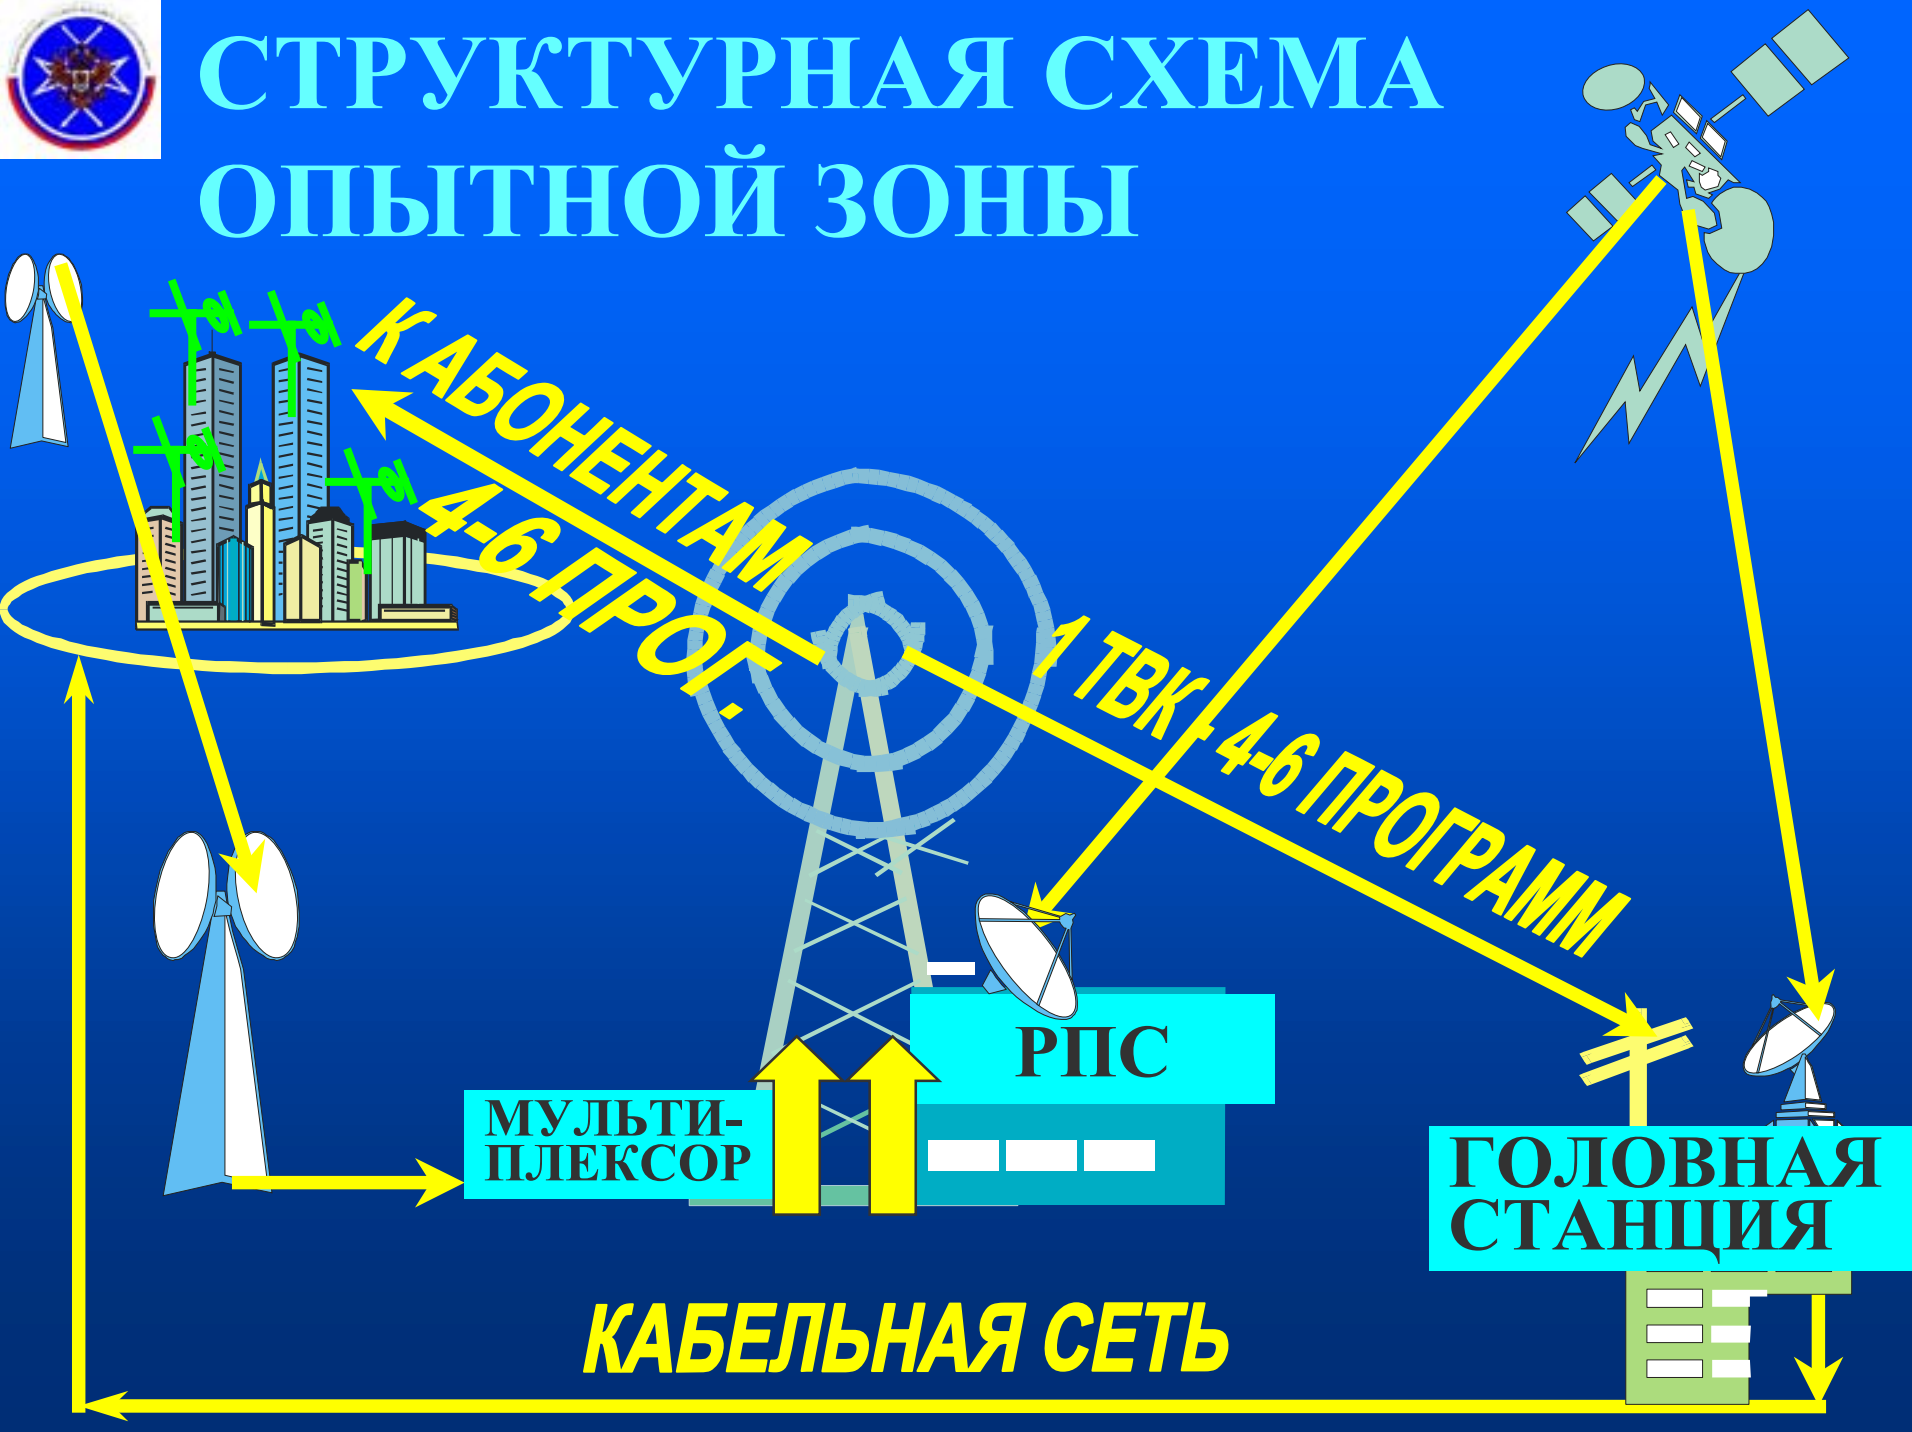 СТРУКТУРНАЯ СХЕМА
ОПЫТНОЙ ЗОНЫ
К АБОНЕНТАМ
4-6 ПРОГ.
1 ТВК - 4-6 ПРОГРАММ
РПС
МУЛЬТИ-
ПЛЕКСОР
ГОЛОВНАЯ
СТАНЦИЯ
КАБЕЛЬНАЯ СЕТЬ